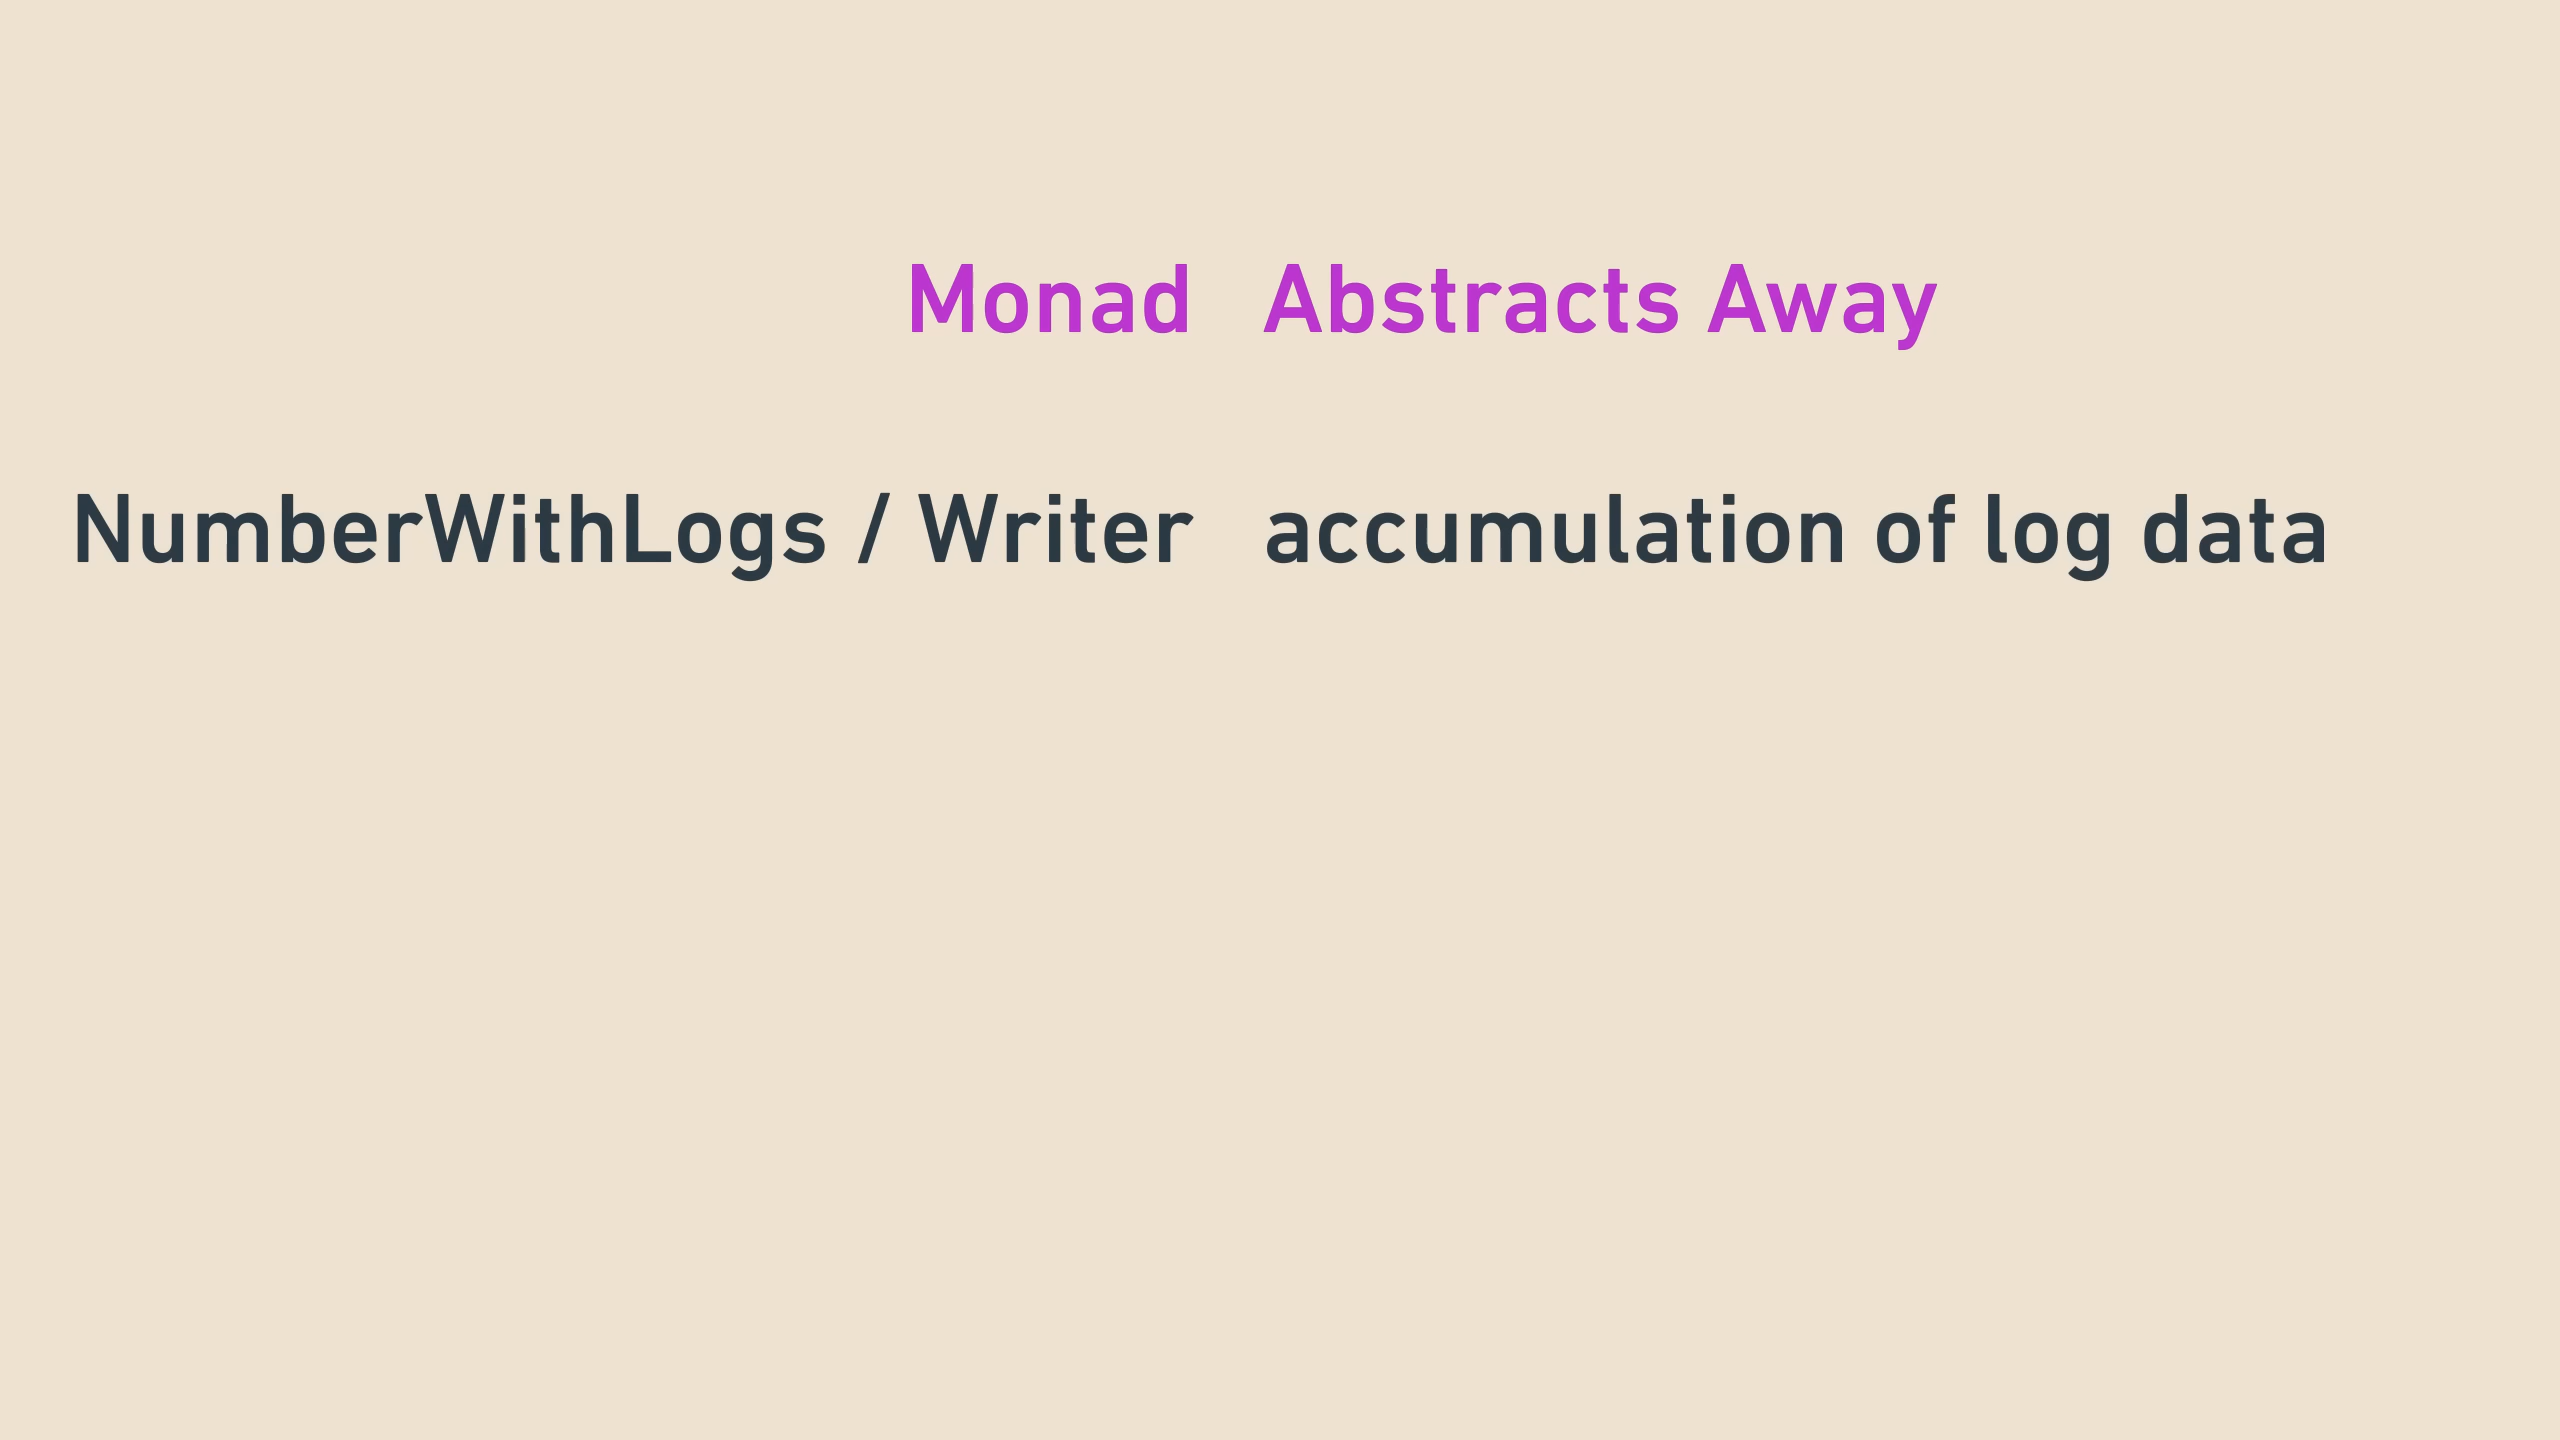 Monad Abstracts Away
NumberWithLogs / Writer accumulation of log data